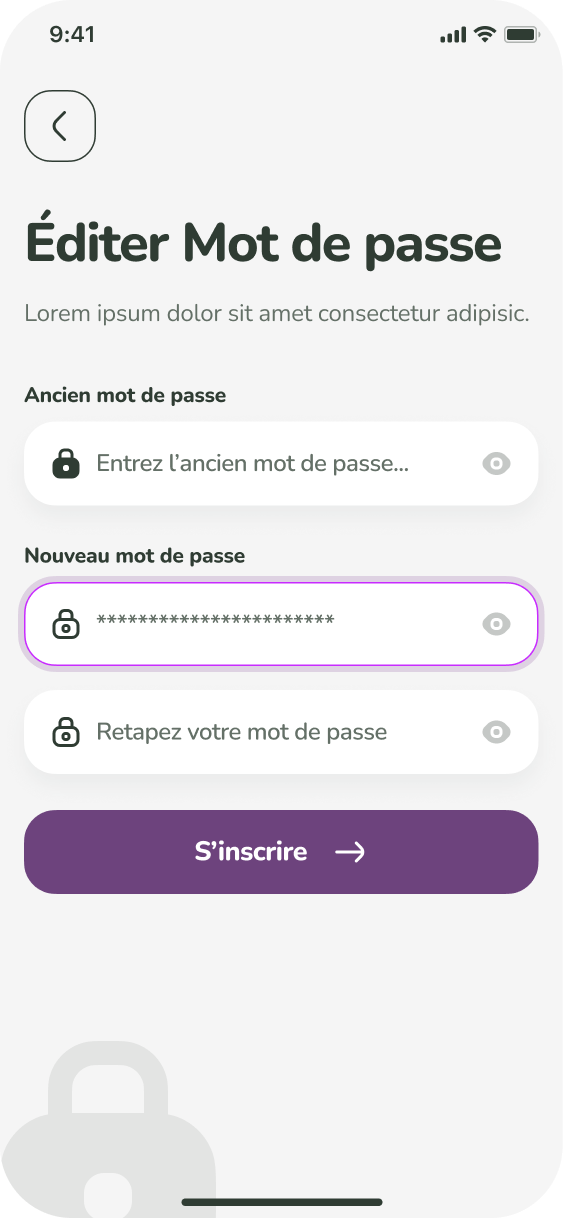 9:41
Éditer Mot de passe
Lorem ipsum dolor sit amet consectetur adipisic.
Ancien mot de passe
Entrez l’ancien mot de passe...
Nouveau mot de passe
***********************
Retapez votre mot de passe
S’inscrire